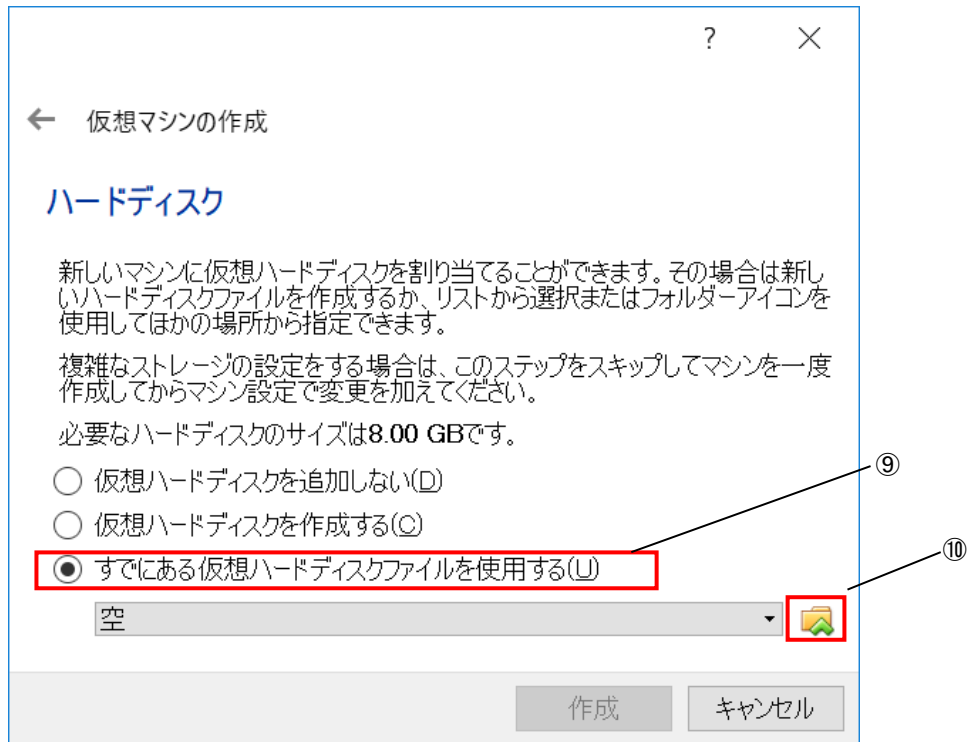 ?
仮想マシンの作成
ハードディスク
新しいマシンに仮想ハードディスクを割り当てることができます。その場合は新し
いハードディスクファイルを作成するか、リストから選択またはフォルダーアイコンを
使用してほかの場所から指定できます。
複雑なストレージの設定をする場合は、このステップをスキップしてマシンを一度
作成してからマシン設定で変更を加えてください。
必要なハードディスクのサイズは8.00 GBです。
仮想ハードディスクを追加しない(D)
⑨
仮想ハードディスクを作成する(C)
すでにある仮想ハードディスクファイルを使用する(U)
⑩
空
作成 キャンセル